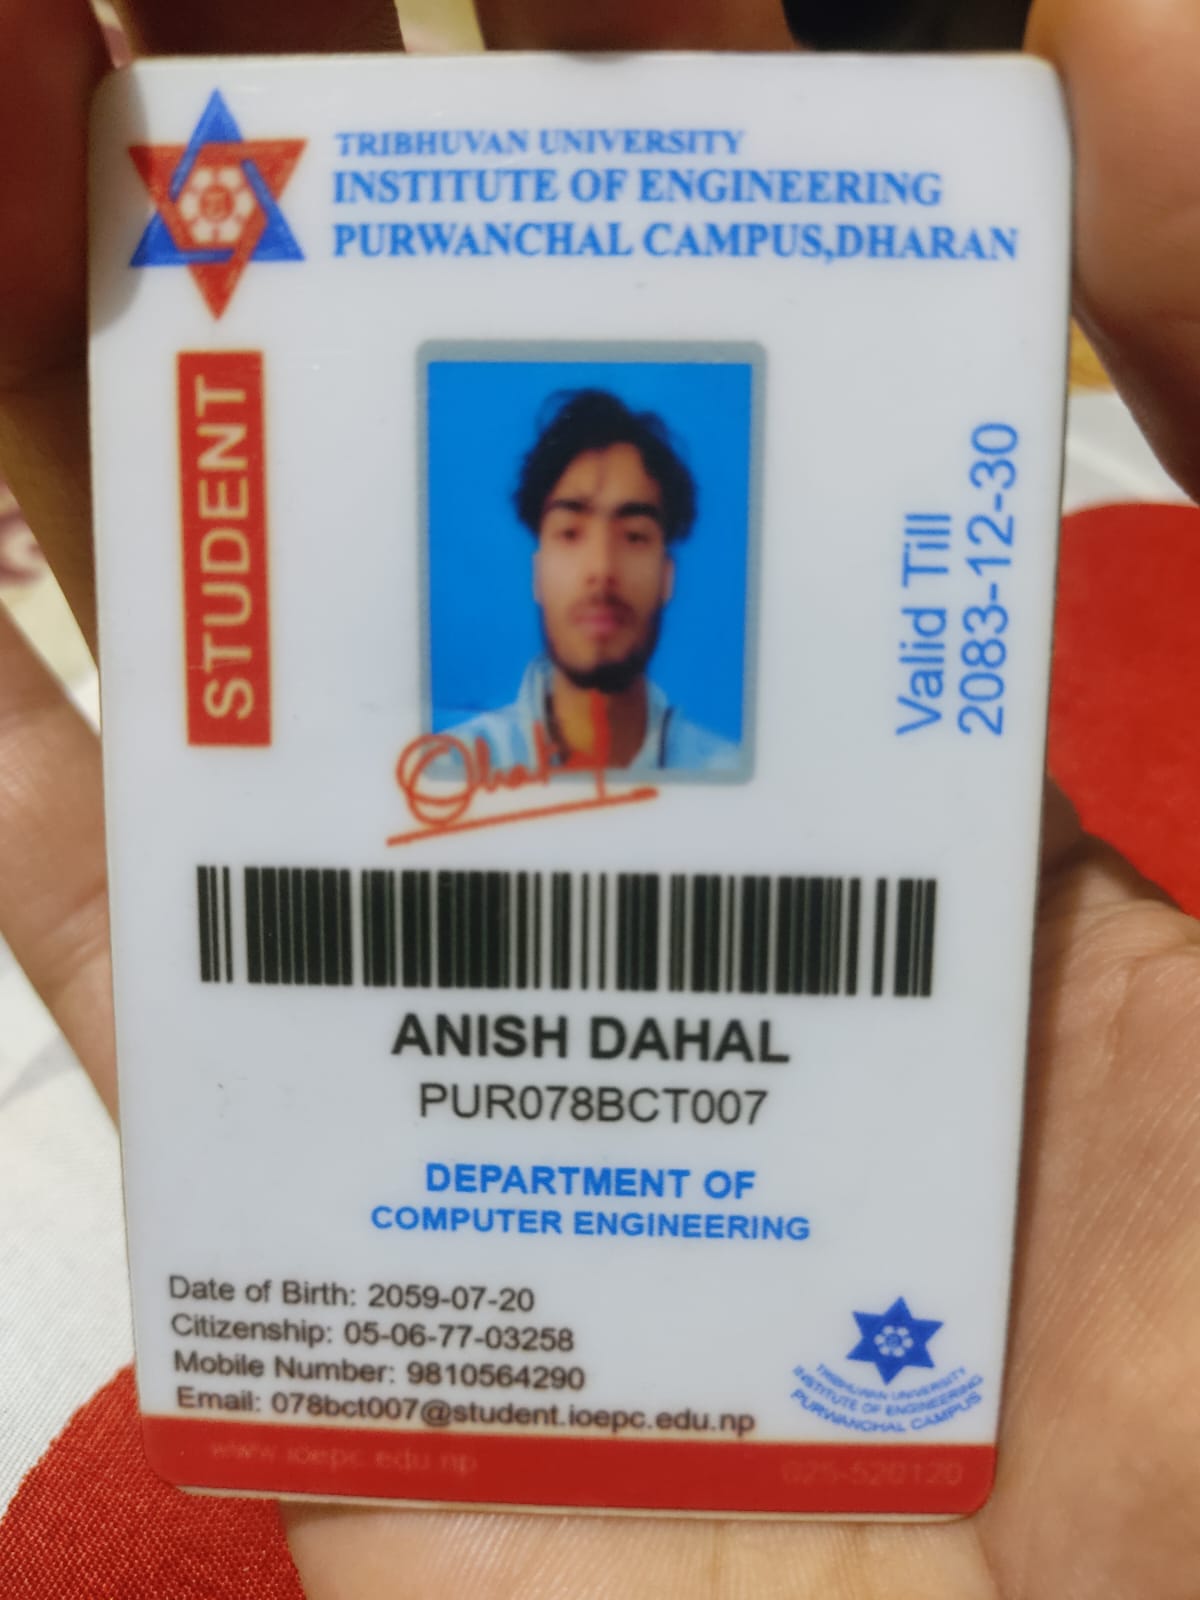 TRIBHUVAN UNIVERSITY
INSTITUTE OF ENGINEERING
PURWANCHAL CAMPUS,DHARAN
STUDENT
Valid Till
2083-12-30
ANISH DAHAL
PUR078BCT007
DEPARTMENT OF
COMPUTER ENGINEERING
Date of Birth: 2059-07-20
Citizenship: 05-06-77-03258
Mobile Number: 9810564290
Email: 078bct007@student.ioepc.edu.np
TRIBHUVAN UNIVERSITY
INSTITUTE OF ENGINEERING
PURWANCHAL CAMPUS
www.ioepc.edu.np
025-520120